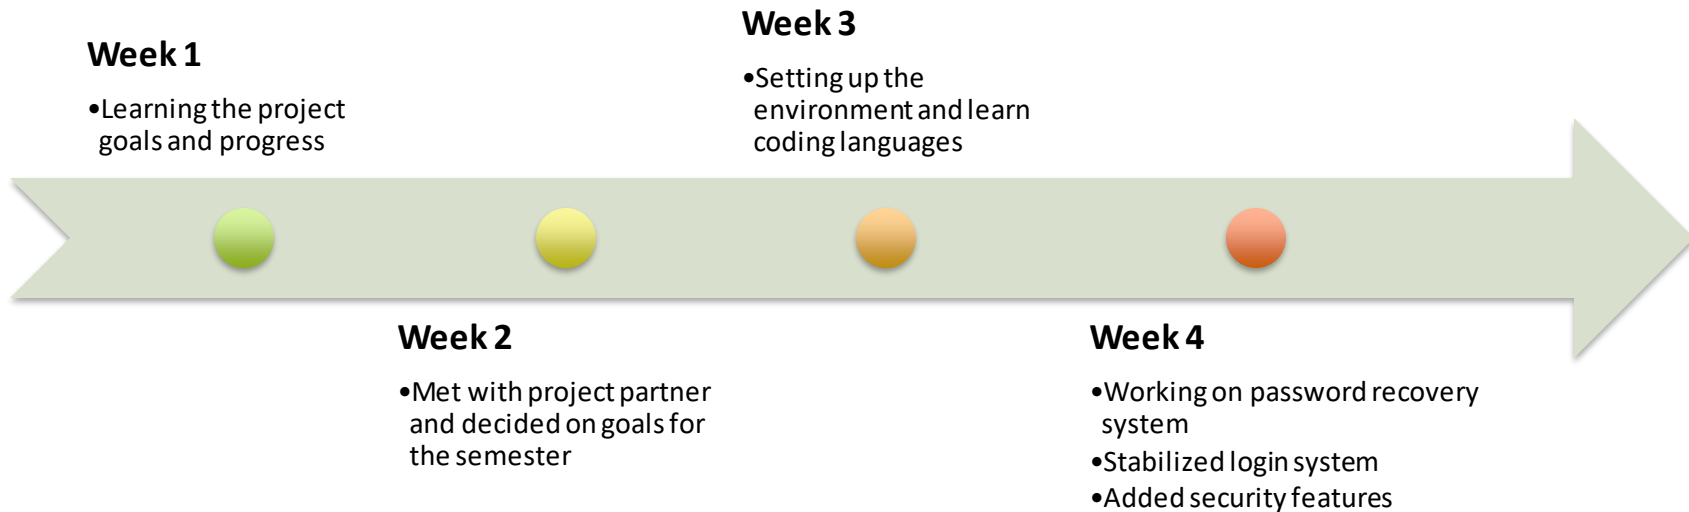 Week 1
•Learning the project
goals and progress
Week 2
•Met with project partner
and decided on goals for
the semester
Week 3
•Setting up the
environment and learn
coding languages
Week 4
•Working on password recovery
system
•Stabilized login system
•Added security features